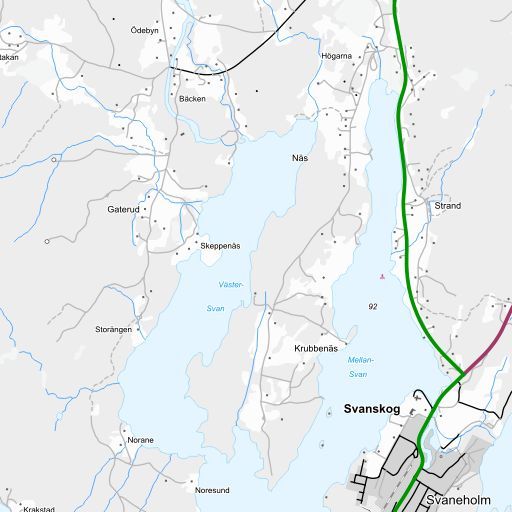 Ödebyn
takan
Högarna
Bäcken
Näs
Gaterud
Strand
Skeppenäs
Väster-
Svan
92
Storängen
Krubbenäs
Mellan-
Svan
Svanskog
Norane
Noresund
Svaneholm
Krakstad